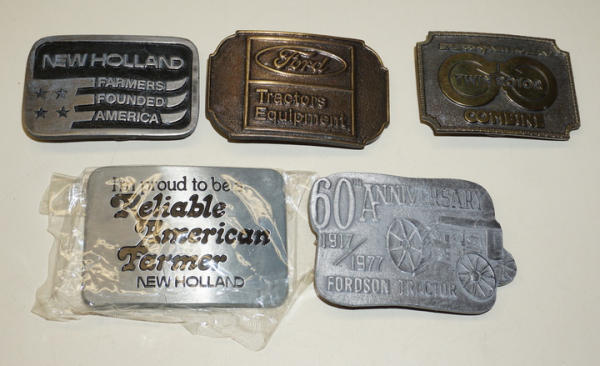 NEW HOLLAND
FARMERS
FOUNDED
AMERICA
Ford
Tractors
Equipment
COMBINE
I'm proud to be a
Reliable
American
Farmer
NEW HOLLAND
60TH ANNIVERSARY
1917/1977
FORDSON TRACTOR